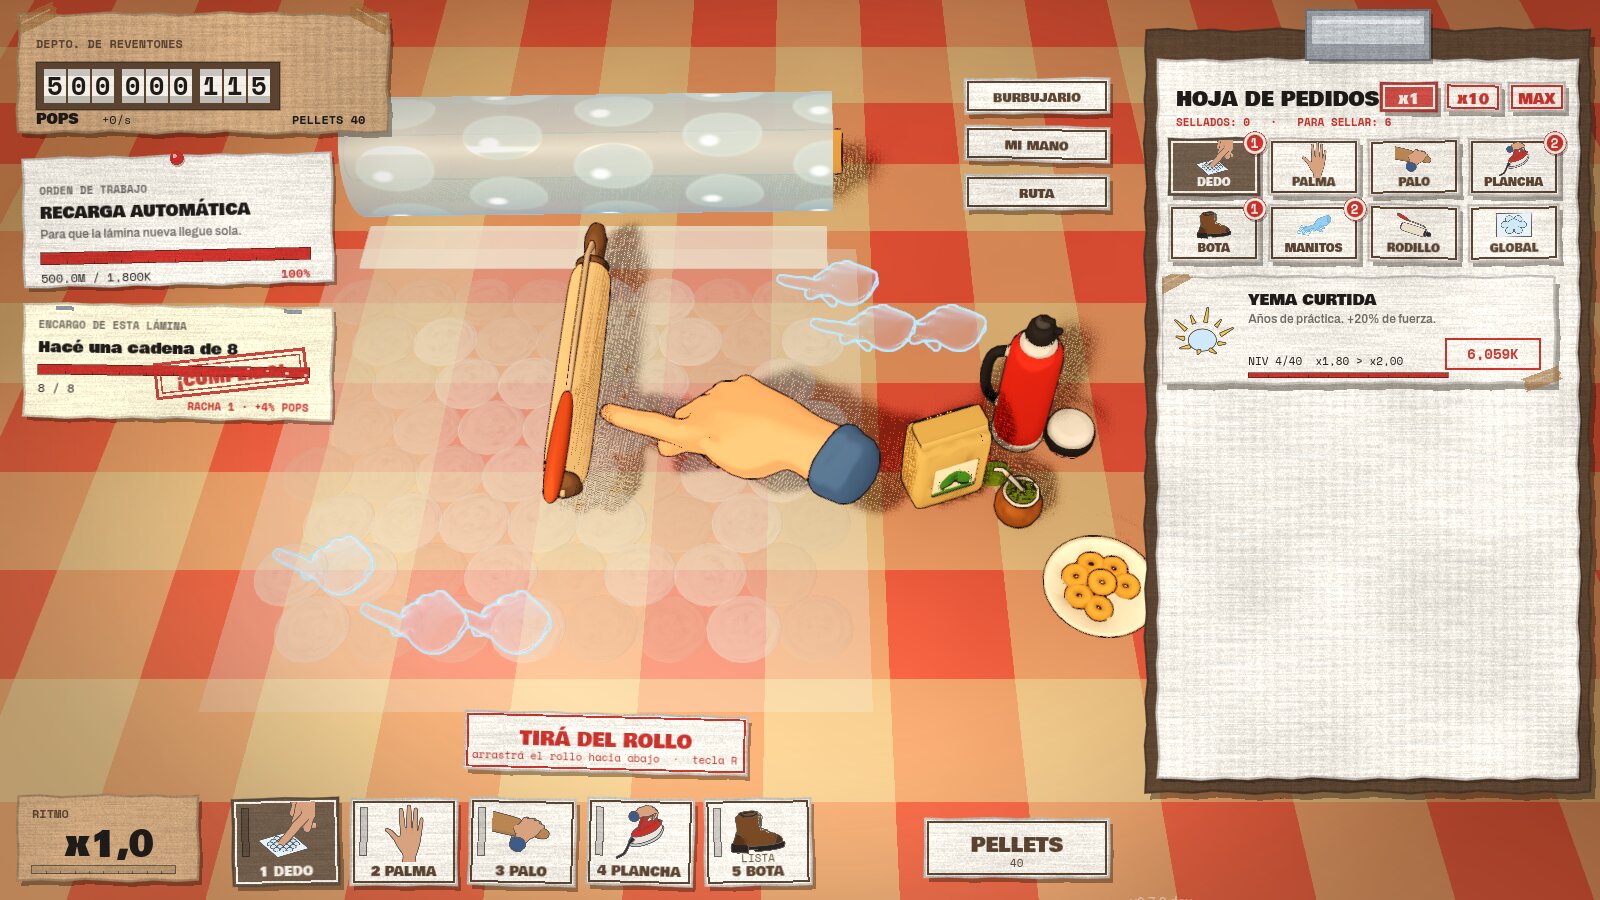 DEPTO. DE REVENTONES
500 000 115
POPS +0/s PELLETS 40
ORDEN DE TRABAJO
RECARGA AUTOMÁTICA
Para que la lámina nueva llegue sola.
500.0M / 1,800K 100%
ENCARGO DE ESTA LÁMINA
Hacé una cadena de 8
8 / 8
RACHA 1 · +4% POPS
BURBUJARIO
MI MANO
RUTA
HOJA DE PEDIDOS x1 x10 MAX
SELLADOS: 0 · PARA SELLAR: 6
1 2
DEDO PALMA PALO PLANCHA
1 2
BOTA MANITOS RODILLO GLOBAL
YEMA CURTIDA
Años de práctica. +20% de fuerza.
NIV 4/40 x1,80 > x2,00 6,059K
TIRÁ DEL ROLLO
arrastrá el rollo hacia abajo · tecla R
RITMO
x1,0
1 DEDO 2 PALMA 3 PALO 4 PLANCHA
LISTA
5 BOTA
PELLETS
40